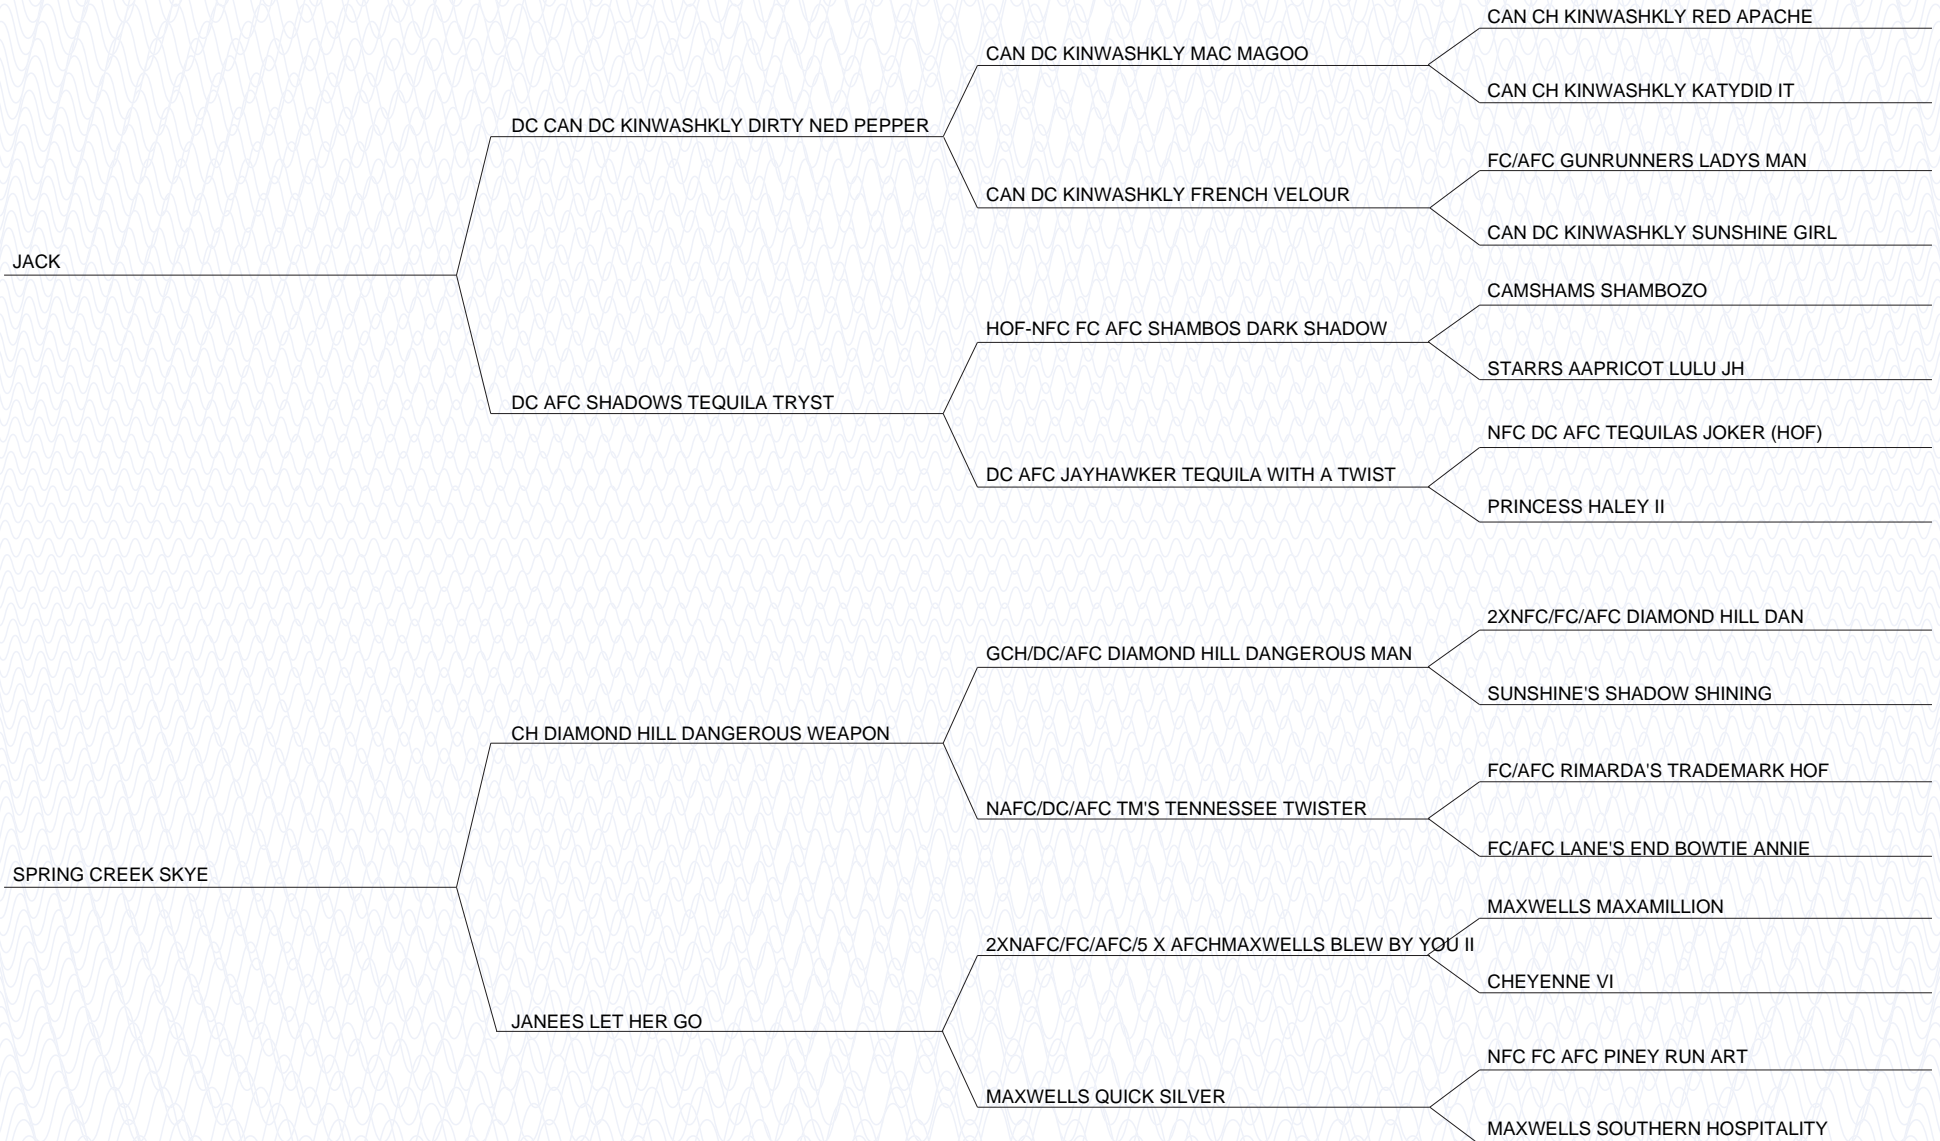 CAN CH KINWASHKLY RED APACHE
CAN DC KINWASHKLY MAC MAGOO
CAN CH KINWASHKLY KATYDID IT
DC CAN DC KINWASHKLY DIRTY NED PEPPER
FC/AFC GUNRUNNERS LADYS MAN
CAN DC KINWASHKLY FRENCH VELOUR
CAN DC KINWASHKLY SUNSHINE GIRL
JACK
CAMSHAMS SHAMBOZO
HOF-NFC FC AFC SHAMBOS DARK SHADOW
STARRS AAPRICOT LULU JH
DC AFC SHADOWS TEQUILA TRYST
NFC DC AFC TEQUILAS JOKER (HOF)
DC AFC JAYHAWKER TEQUILA WITH A TWIST
PRINCESS HALEY II
2XNFC/FC/AFC DIAMOND HILL DAN
GCH/DC/AFC DIAMOND HILL DANGEROUS MAN
SUNSHINE'S SHADOW SHINING
CH DIAMOND HILL DANGEROUS WEAPON
FC/AFC RIMARDA'S TRADEMARK HOF
NAFC/DC/AFC TM'S TENNESSEE TWISTER
FC/AFC LANE'S END BOWTIE ANNIE
SPRING CREEK SKYE
MAXWELLS MAXAMILLION
2XNAFC/FC/AFC/5 X AFCHMAXWELLS BLEW BY YOU II
CHEYENNE VI
JANEES LET HER GO
NFC FC AFC PINEY RUN ART
MAXWELLS QUICK SILVER
MAXWELLS SOUTHERN HOSPITALITY